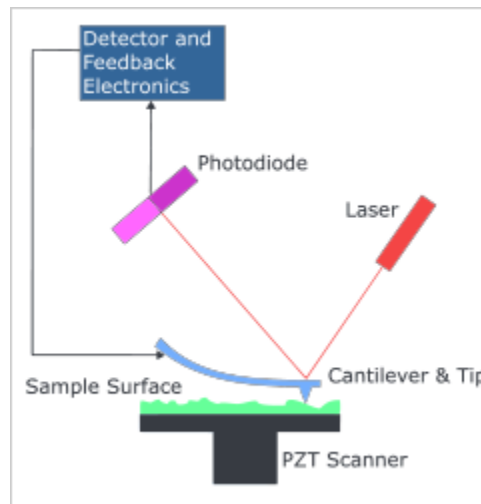 Detector and
Feedback
Electronics
Photodiode
Laser
Cantilever & Tip
Sample Surface
PZT Scanner